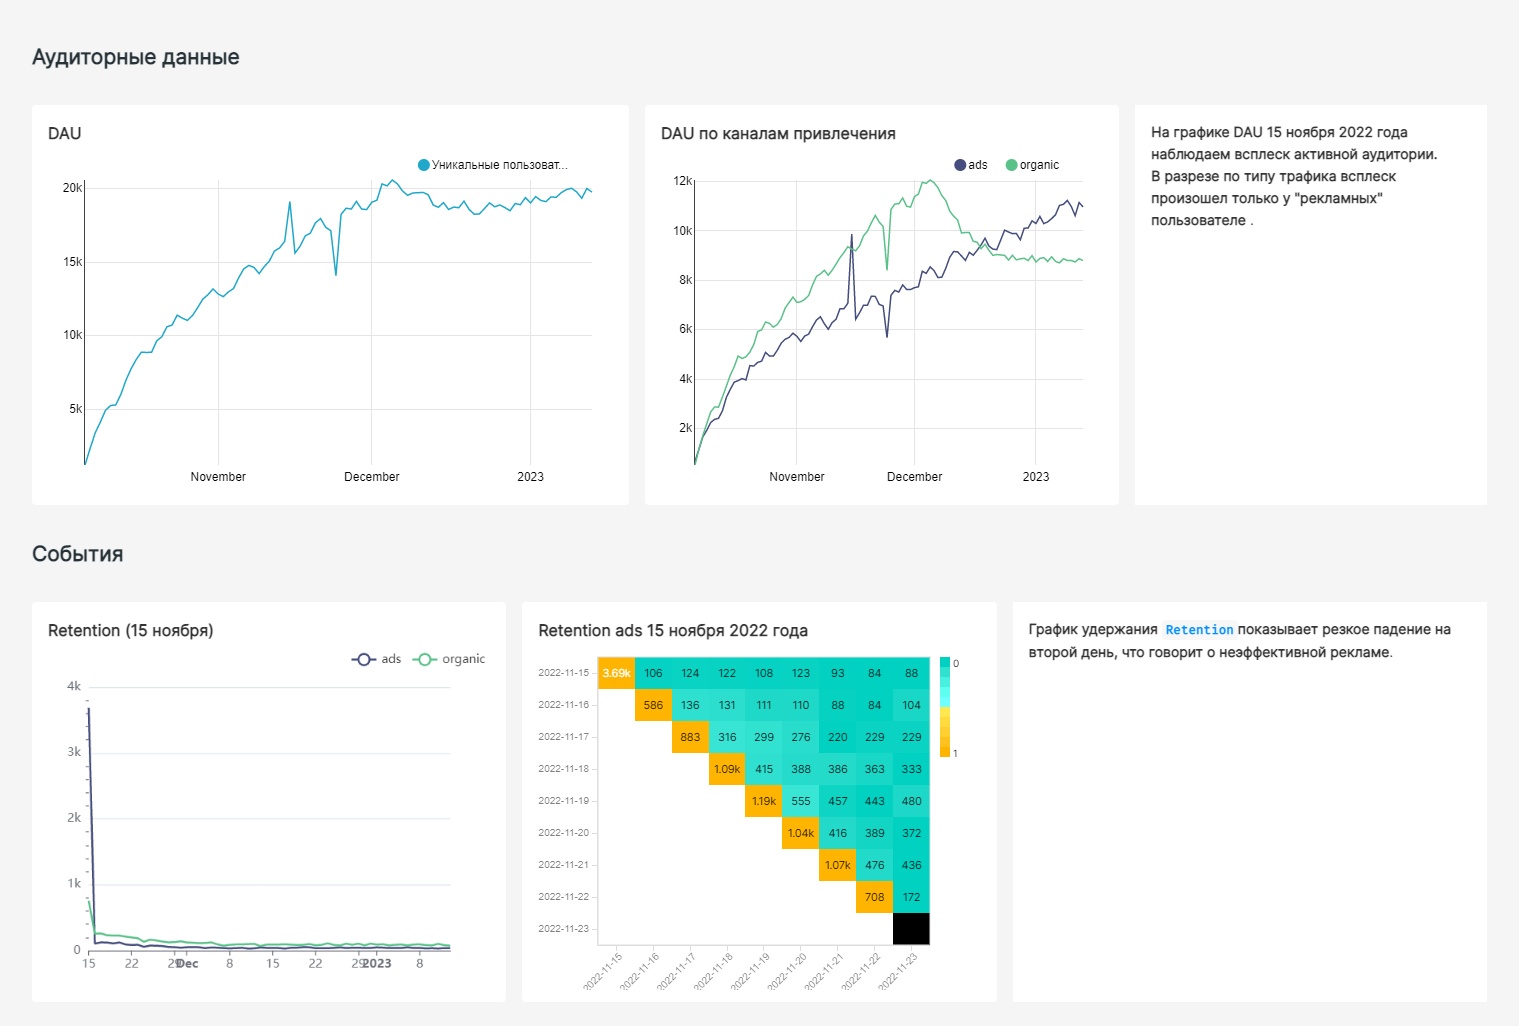 Аудиторные данные
DAU
Уникальные пользоват...
20k
15k
10k
5k
November December 2023
DAU по каналам привлечения
ads organic
12k
10k
8k
6k
4k
2k
November December 2023
На графике DAU 15 ноября 2022 года
наблюдаем всплеск активной аудитории.
В разрезе по типу трафика всплеск
произошел только у "рекламных"
пользователе .
События
Retention (15 ноября)
ads organic
4k
3k
2k
1k
0
15 22 29 Dec 8 15 22 29 2023 8
Retention ads 15 ноября 2022 года
2022-11-15 3.69k 106 124 122 108 123 93 84 88
2022-11-16 586 136 131 111 110 88 84 104
2022-11-17 883 316 299 276 220 229 229
2022-11-18 1.09k 415 388 386 363 333
2022-11-19 1.19k 555 457 443 480
2022-11-20 1.04k 416 389 372
2022-11-21 1.07k 476 436
2022-11-22 708 172
2022-11-23
2022-11-15 2022-11-16 2022-11-17 2022-11-18 2022-11-19 2022-11-20 2022-11-21 2022-11-22 2022-11-23
0
1
График удержания Retention показывает резкое падение на
второй день, что говорит о неэффективной рекламе.